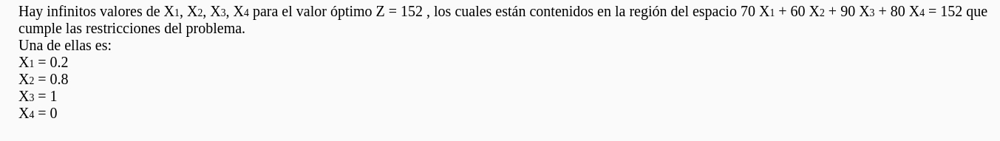 Hay infinitos valores de X1, X2, X3, X4 para el valor óptimo Z = 152 , los cuales están contenidos en la región del espacio 70 X1 + 60 X2 + 90 X3 + 80 X4 = 152 que
cumple las restricciones del problema.
Una de ellas es:
X1 = 0.2
X2 = 0.8
X3 = 1
X4 = 0